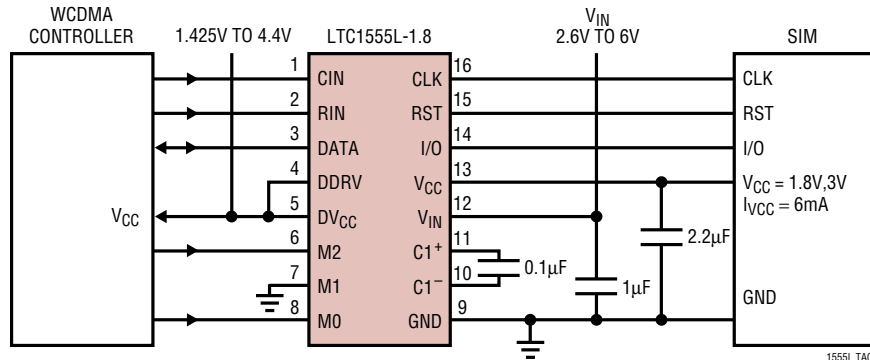 WCDMA
CONTROLLER
1.425V TO 4.4V
LTC1555L-1.8
VIN
2.6V TO 6V
SIM
1 CIN CLK 16 CLK
2 RIN RST 15 RST
3 DATA I/O 14 I/O
4 DDRV VCC 13 VCC = 1.8V,3V
IVCC = 6mA
VCC 5 DVCC VIN 12
6 M2 C1+ 11
2.2µF
0.1µF
7 M1 C1− 10
1µF
GND
8 M0 GND 9